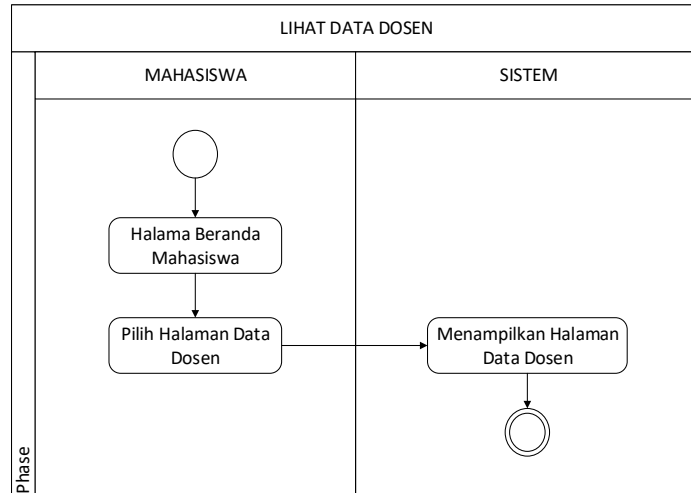 LIHAT DATA DOSEN
MAHASISWA
SISTEM
Halama Beranda
Mahasiswa
Pilih Halaman Data
Dosen
Menampilkan Halaman
Data Dosen
Phase